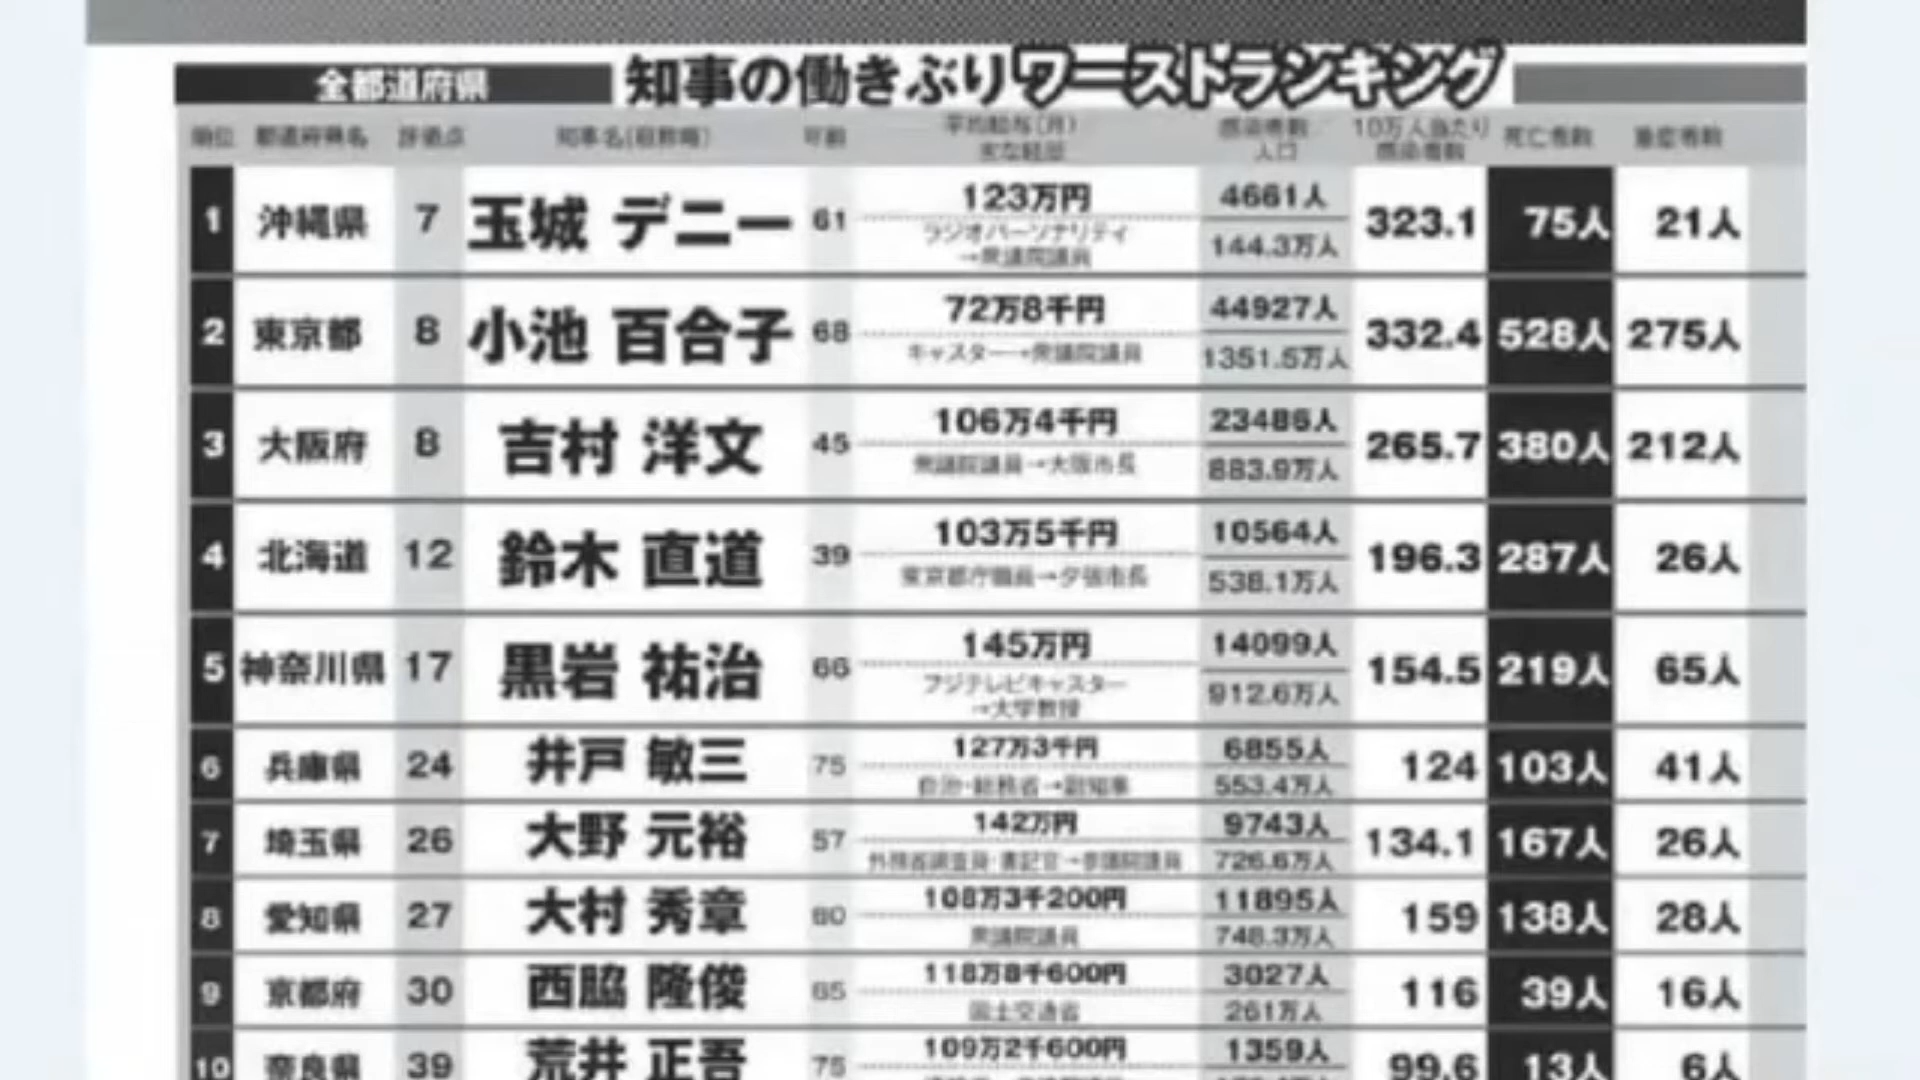 全都道府県 知事の働きぶりワーストランキング
順位 都道府県名 評価点 知事名(敬称略) 年齢 平均給与(月) 主な経歴 感染者数 人口 10万人当たり感染者数 死亡者数 重症者数
1 沖縄県 7 玉城 デニー 61 123万円 ラジオパーソナリティ→衆議院議員 4661人 144.3万人 323.1 75人 21人
2 東京都 8 小池 百合子 68 72万8千円 キャスター→衆議院議員 44927人 1351.5万人 332.4 528人 275人
3 大阪府 8 吉村 洋文 45 106万4千円 衆議院議員→大阪市長 23486人 883.9万人 265.7 380人 212人
4 北海道 12 鈴木 直道 39 103万5千円 東京都庁職員→夕張市長 10564人 538.1万人 196.3 287人 26人
5 神奈川県 17 黒岩 祐治 66 145万円 フジテレビキャスター→大学教授 14099人 912.6万人 154.5 219人 65人
6 兵庫県 24 井戸 敏三 75 127万3千円 自治・総務省→副知事 6855人 553.4万人 124 103人 41人
7 埼玉県 26 大野 元裕 57 142万円 外務省調査員・書記官→参議院議員 9743人 726.6万人 134.1 167人 26人
8 愛知県 27 大村 秀章 60 108万3千200円 衆議院議員 11895人 748.3万人 159 138人 28人
9 京都府 30 西脇 隆俊 65 118万8千600円 国土交通省 3027人 261万人 116 39人 16人
10 奈良県 39 荒井 正吾 75 109万2千600円 1359人 99.6 13人 6人